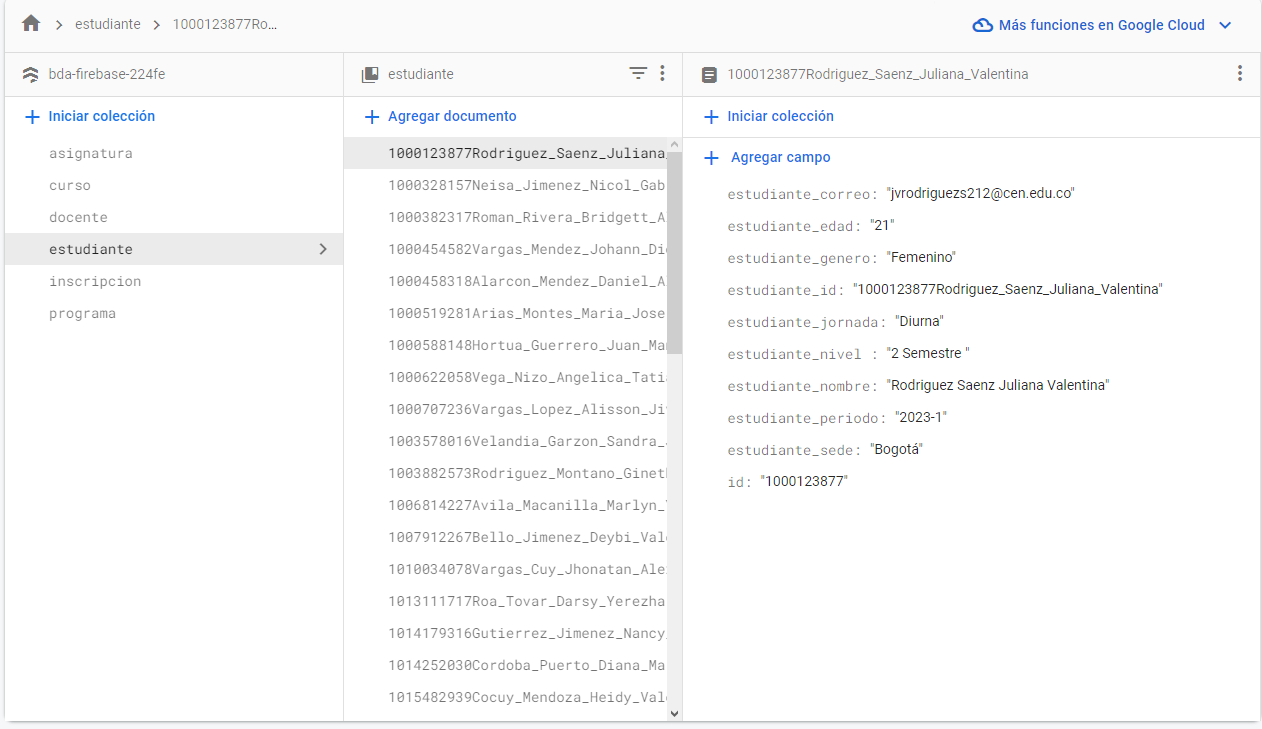 estudiante
1000123877Ro...
Más funciones en Google Cloud
bda-firebase-224fe
Iniciar colección
asignatura
curso
docente
estudiante
inscripcion
programa
estudiante
Agregar documento
1000123877Rodriguez_Saenz_Juliana_
1000328157Neisa_Jimenez_Nicol_Gab
1000382317Roman_Rivera_Bridgett_A
1000454582Vargas_Mendez_Johann_Di
1000458318Alarcon_Mendez_Daniel_A
1000519281Arias_Montes_Maria_Jose
1000588148Hortua_Guerrero_Juan_Ma
1000622058Vega_Nizo_Angelica_Tati
1000707236Vargas_Lopez_Alisson_Ji
1003578016Velandia_Garzon_Sandra_
1003882573Rodriguez_Montano_Ginet
1006814227Avila_Macanilla_Marlyn_
1007912267Bello_Jimenez_Deybi_Val
1010034078Vargas_Cuy_Jhonatan_Ale
1013111717Roa_Tovar_Darsy_Yerezha
1014179316Gutierrez_Jimenez_Nancy_
1014252030Cordoba_Puerto_Diana_Ma
1015482939Cocuy_Mendoza_Heidy_Val
1000123877Rodriguez_Saenz_Juliana_Valentina
Iniciar colección
Agregar campo
estudiante_correo: "jvrodriguezs212@cen.edu.co"
estudiante_edad: "21"
estudiante_genero: "Femenino"
estudiante_id: "1000123877Rodriguez_Saenz_Juliana_Valentina"
estudiante_jornada: "Diurna"
estudiante_nivel : "2 Semestre "
estudiante_nombre: "Rodriguez Saenz Juliana Valentina"
estudiante_periodo: "2023-1"
estudiante_sede: "Bogotá"
id: "1000123877"